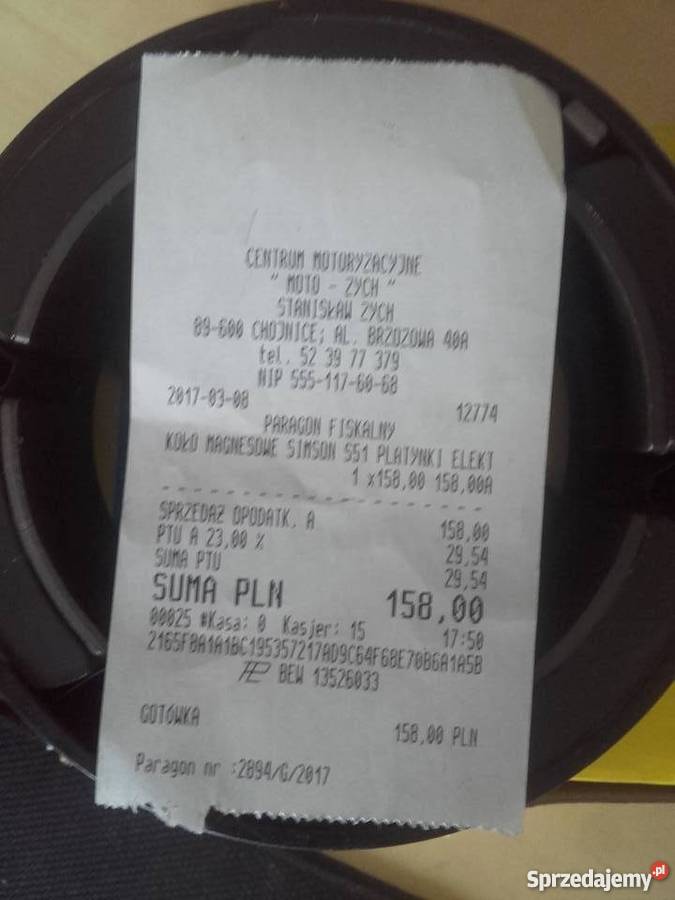 CENTRUM MOTORYZACYJNE
" MOTO - ZYCH "
STANISŁAW ZYCH
89-600 CHOJNICE; AL. BRZOZOWA 40A
tel. 52 39 77 379
NIP 555-117-60-68
2017-03-08 12774
PARAGON FISKALNY
KOŁO MAGNESOWE SIMSON S51 PLATYNKI ELEKT
1 x158,00 158,00A
SPRZEDAŻ OPODATK. A 158,00
PTU A 23,00 % 29,54
SUMA PTU 29,54
SUMA PLN 158,00
00025 #Kasa: 0 Kasjer: 15 17:50
2165F8A1A1BC195357217AD9C64F68E70B6A1A5B
BEW 13526033
GOTÓWKA 158,00 PLN
Paragon nr :2894/G/2017
Sprzedajemy.pl